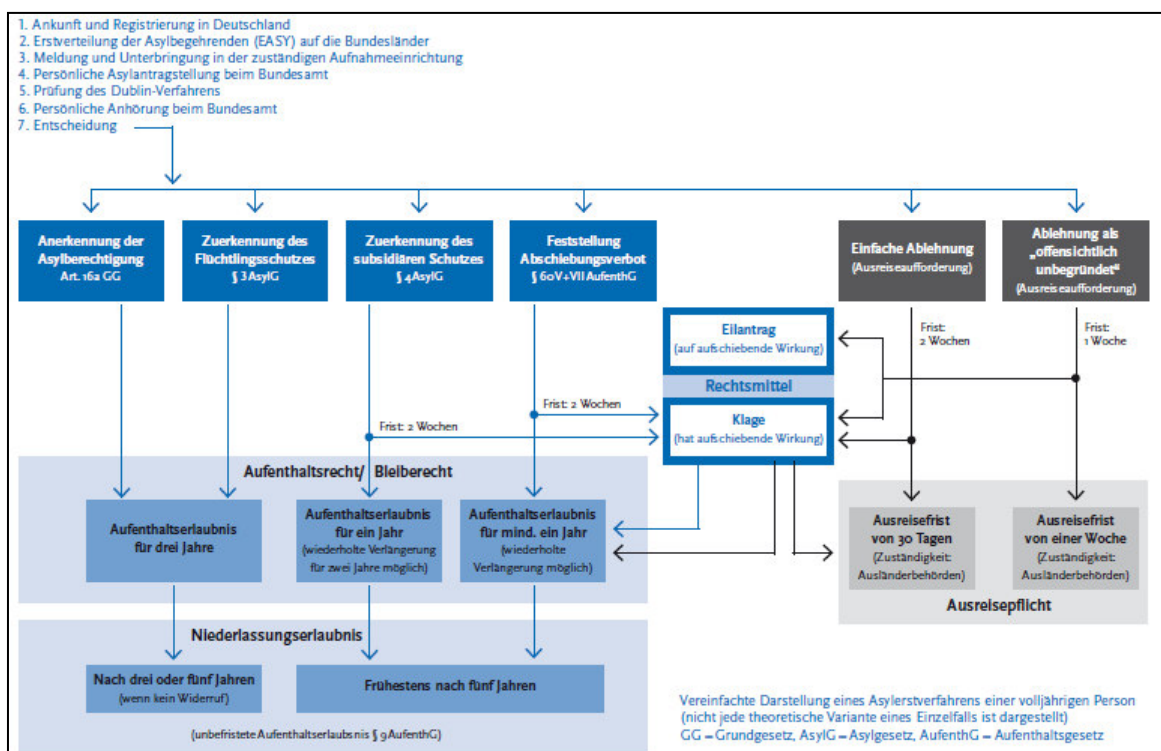 1. Ankunft und Registrierung in Deutschland
2. Erstverteilung der Asylbegehrenden (EASY) auf die Bundesländer
3. Meldung und Unterbringung in der zuständigen Aufnahmeeinrichtung
4. Persönliche Asylantragstellung beim Bundesamt
5. Prüfung des Dublin-Verfahrens
6. Persönliche Anhörung beim Bundesamt
7. Entscheidung
Anerkennung der
Asylberechtigung
Art. 16a GG
Zuerkennung des
Flüchtlingsschutzes
§ 3 AsylG
Zuerkennung des
subsidiären Schutzes
§ 4AsylG
Feststellung
Abschiebungsverbot
§ 60V+VII AufenthG
Einfache Ablehnung
(Ausreiseaufforderung)
Ablehnung als
„offensichtlich
unbegründet“
(Ausreiseaufforderung)
Frist:
2 Wochen
Frist:
1 Woche
Eilantrag
(auf aufschiebende Wirkung)
Rechtsmittel
Klage
(hat aufschiebende Wirkung)
Frist: 2 Wochen
Frist: 2 Wochen
Aufenthaltsrecht/ Bleiberecht
Aufenthaltserlaubnis
für drei Jahre
Aufenthaltserlaubnis
für ein Jahr
(wiederholte Verlängerung
für zwei Jahre möglich)
Aufenthaltserlaubnis
für mind. ein Jahr
(wiederholte
Verlängerung möglich)
Ausreisefrist
von 30 Tagen
(Zuständigkeit:
Ausländerbehörden)
Ausreisefrist
von einer Woche
(Zuständigkeit:
Ausländerbehörden)
Ausreisepflicht
Niederlassungserlaubnis
Nach drei oder fünf Jahren
(wenn kein Widerruf)
Frühestens nach fünf Jahren
(unbefristete Aufenthaltserlaubsnis § 9 AufenthG)
Vereinfachte Darstellung eines Asylerstverfahrens einer volljährigen Person
(nicht jede theoretische Variante eines Einzelfalls ist dargestellt)
GG = Grundgesetz, AsylG = Asylgesetz, AufenthG = Aufenthaltsgesetz